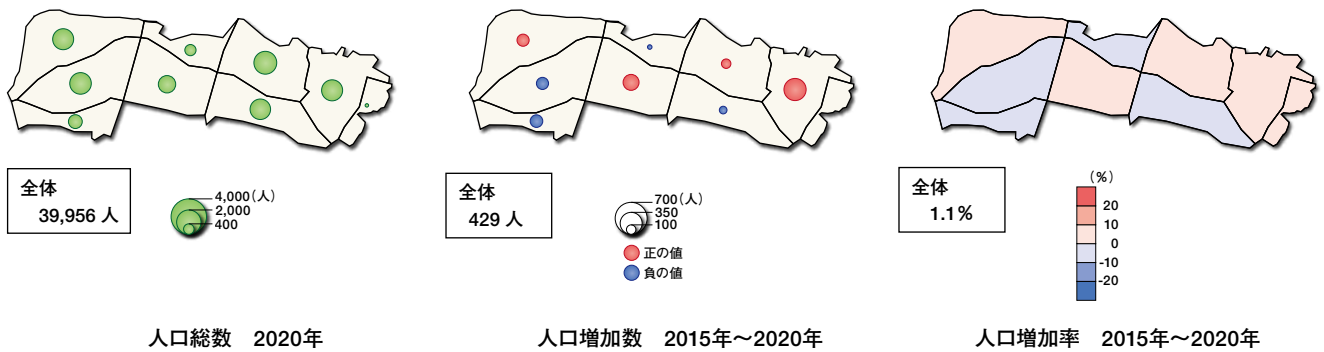 全体
39,956 人
4,000(人)
2,000
400
人口総数 2020年
全体
429 人
700(人)
350
100
正の値
負の値
人口増加数 2015年～2020年
全体
1.1%
(%)
20
10
0
-10
-20
人口増加率 2015年～2020年